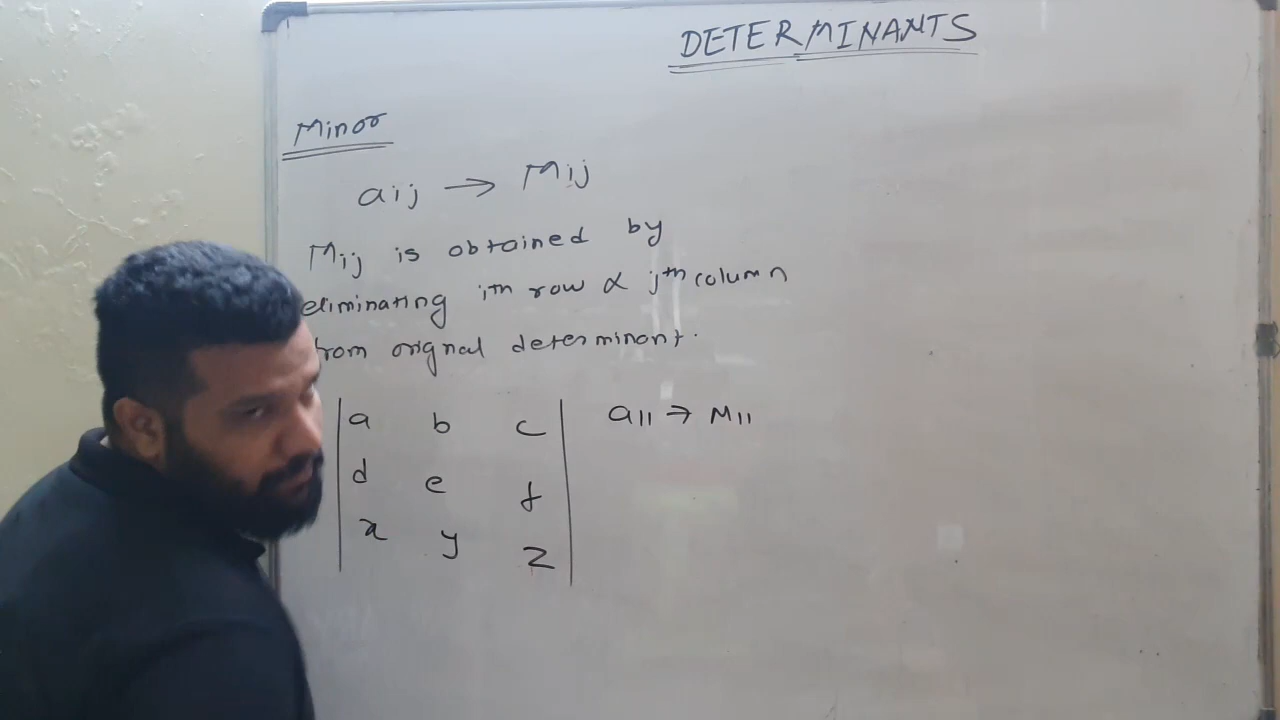 DETERMINANTS
Minor
aij → Mij
Mij is obtained by
eliminating ith row & jth column
from orignal determinant.
a b c a11 → M11
d e f
x y z